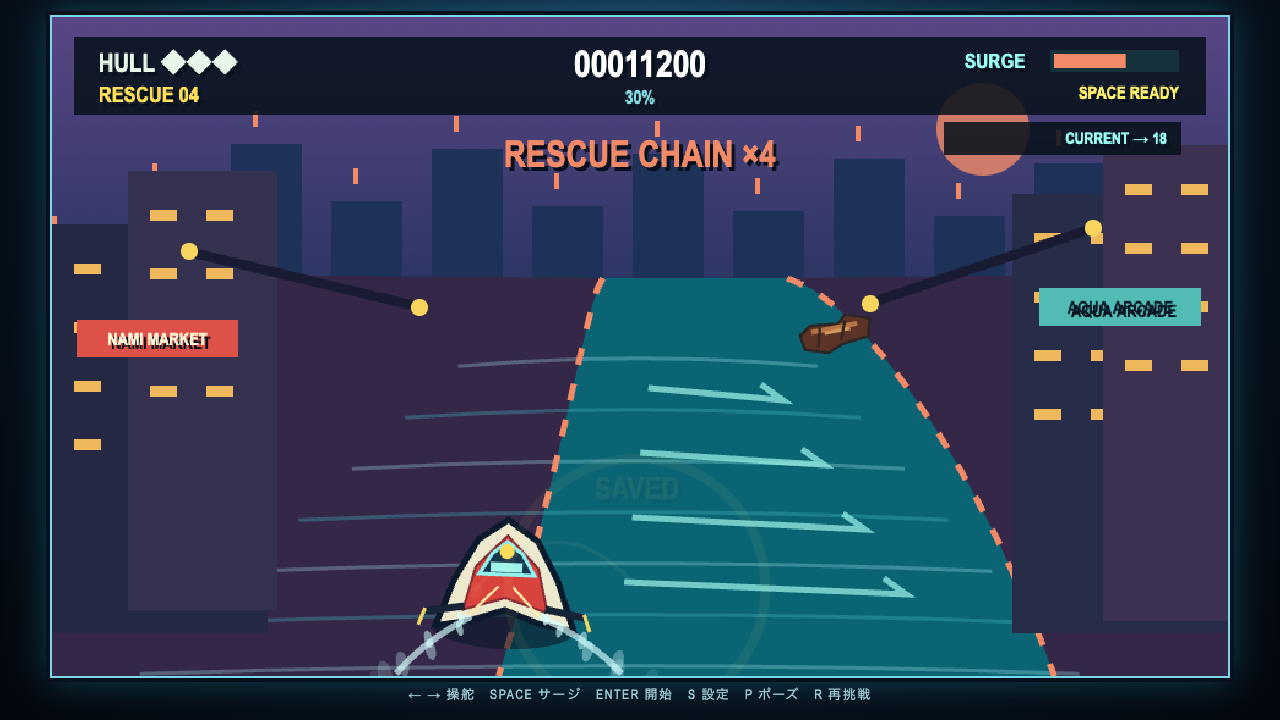 HULL
00011200
SURGE
RESCUE 04
30%
SPACE READY
CURRENT → 18
RESCUE CHAIN ×4
AQUA ARCADE
NAMI MARKET
SAVED
← → 操舵 SPACE サージ ENTER 開始 S 設定 P ポーズ R 再挑戦